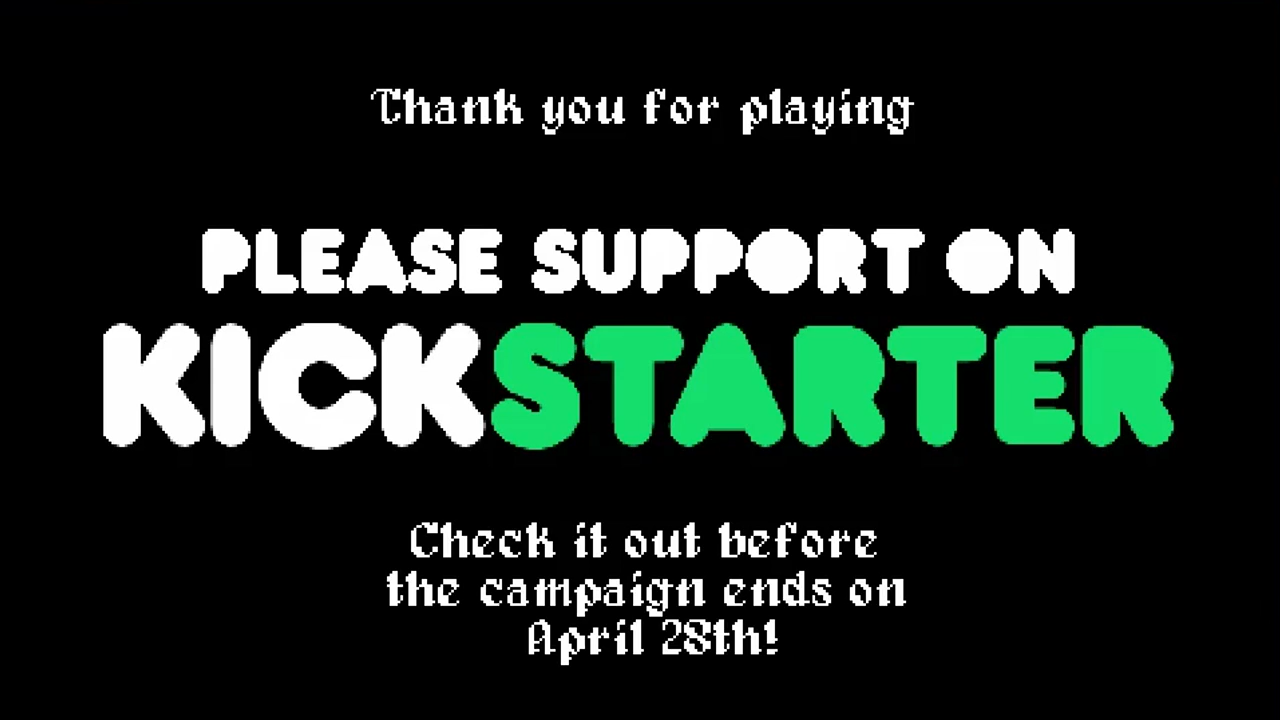 Thank you for playing
PLEASE SUPPORT ON
KICKSTARTER
Check it out before
the campaign ends on
April 28th!